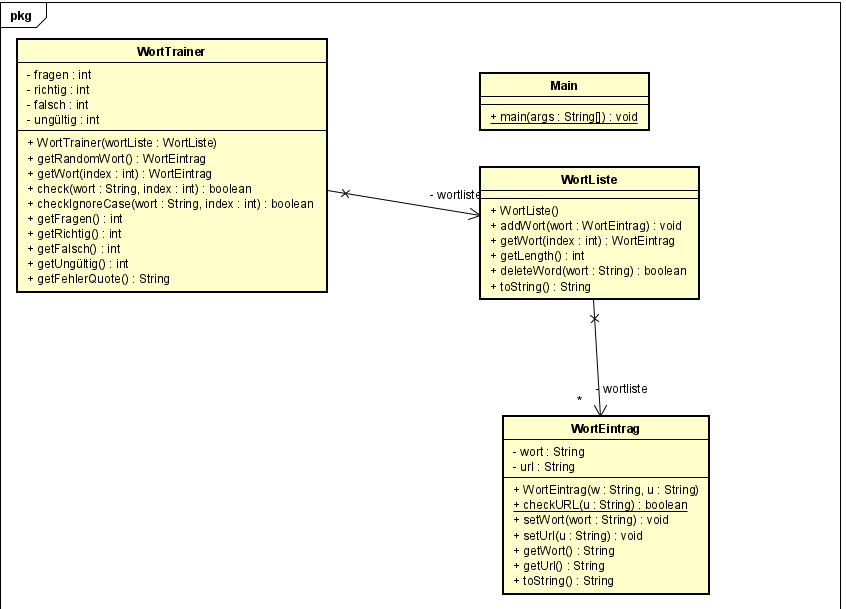 pkg
WortTrainer
- fragen : int
- richtig : int
- falsch : int
- ungültig : int
+ WortTrainer(wortListe : WortListe)
+ getRandomWort() : WortEintrag
+ getWort(index : int) : WortEintrag
+ check(wort : String, index : int) : boolean
+ checkIgnoreCase(wort : String, index : int) : boolean
+ getFragen() : int
+ getRichtig() : int
+ getFalsch() : int
+ getUngültig() : int
+ getFehlerQuote() : String
Main
+ main(args : String[]) : void
- wortliste
WortListe
+ WortListe()
+ addWort(wort : WortEintrag) : void
+ getWort(index : int) : WortEintrag
+ getLength() : int
+ deleteWord(wort : String) : boolean
+ toString() : String
- wortliste
*
WortEintrag
- wort : String
- url : String
+ WortEintrag(w : String, u : String)
+ checkURL(u : String) : boolean
+ setWort(wort : String) : void
+ setUrl(u : String) : void
+ getWort() : String
+ getUrl() : String
+ toString() : String